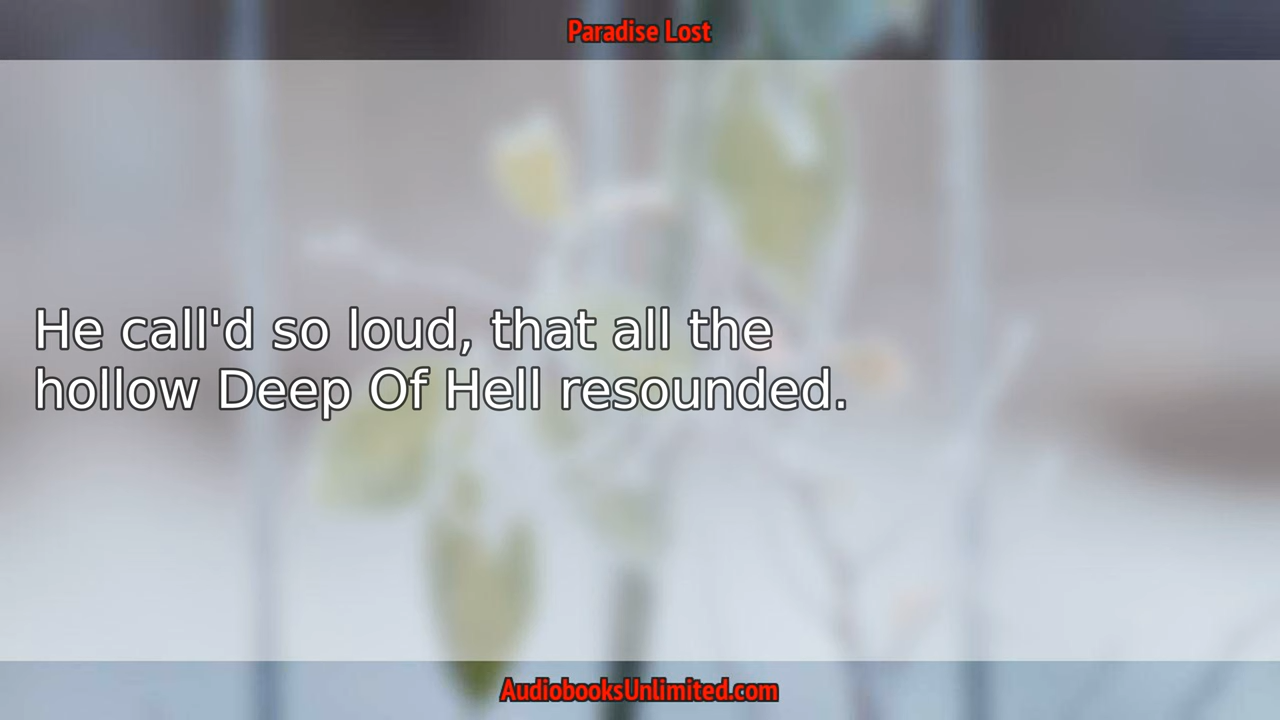 Paradise Lost
He call'd so loud, that all the
hollow Deep Of Hell resounded.
AudiobooksUnlimited.com